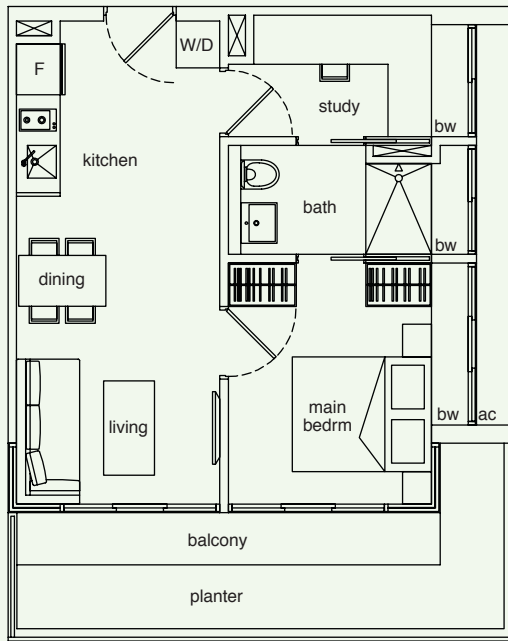 W/D
F
study
bw
kitchen
bath
bw
dining
main
bedrm
living
bw
ac
balcony
planter